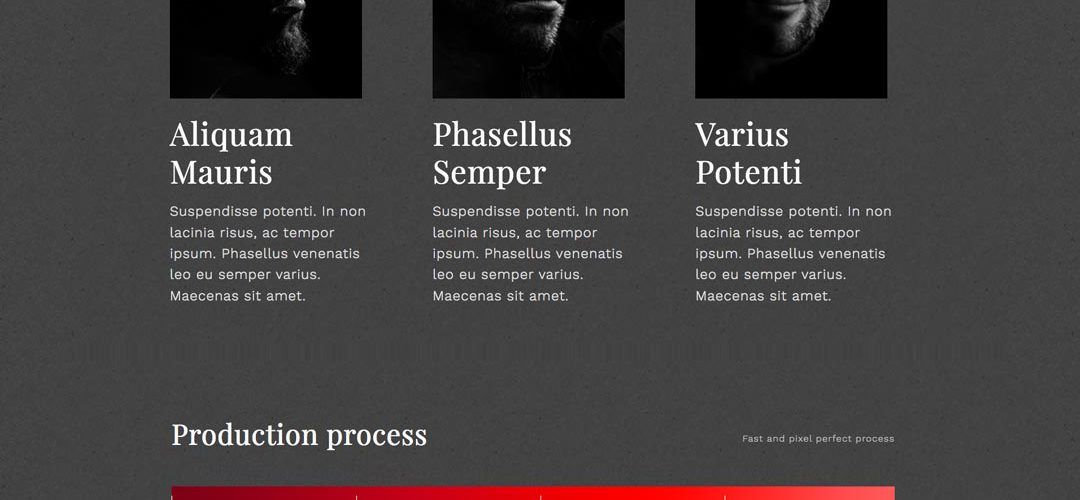 Aliquam
Mauris
Suspendisse potenti. In non
lacinia risus, ac tempor
ipsum. Phasellus venenatis
leo eu semper varius.
Maecenas sit amet.
Phasellus
Semper
Suspendisse potenti. In non
lacinia risus, ac tempor
ipsum. Phasellus venenatis
leo eu semper varius.
Maecenas sit amet.
Varius
Potenti
Suspendisse potenti. In non
lacinia risus, ac tempor
ipsum. Phasellus venenatis
leo eu semper varius.
Maecenas sit amet.
Production process
Fast and pixel perfect process